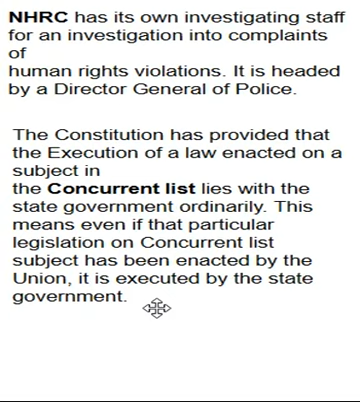 NHRC has its own investigating staff
for an investigation into complaints
of
human rights violations. It is headed
by a Director General of Police.
The Constitution has provided that
the Execution of a law enacted on a
subject in
the Concurrent list lies with the
state government ordinarily. This
means even if that particular
legislation on Concurrent list
subject has been enacted by the
Union, it is executed by the state
government.